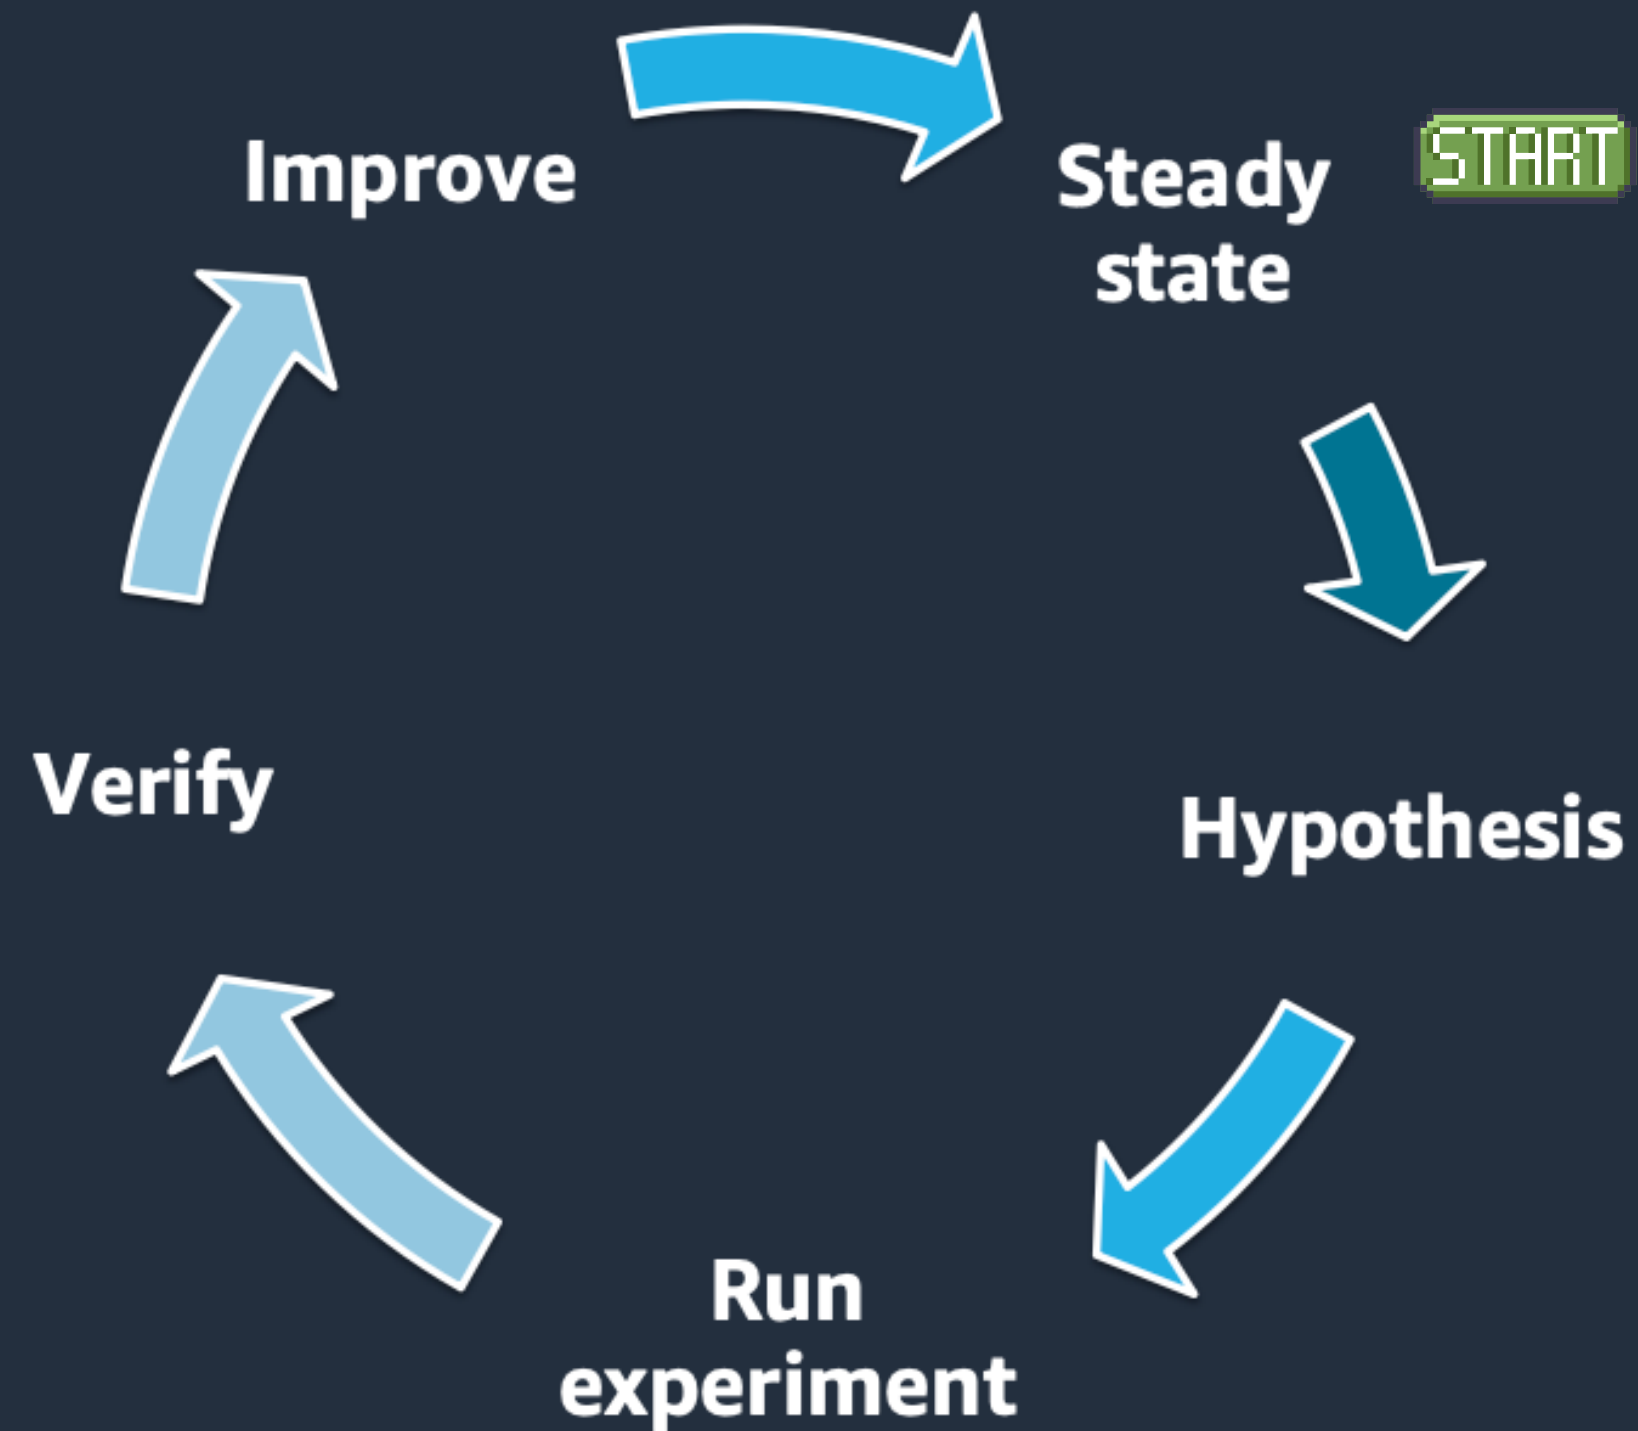 Improve
Steady
state
START
Verify
Hypothesis
Run
experiment